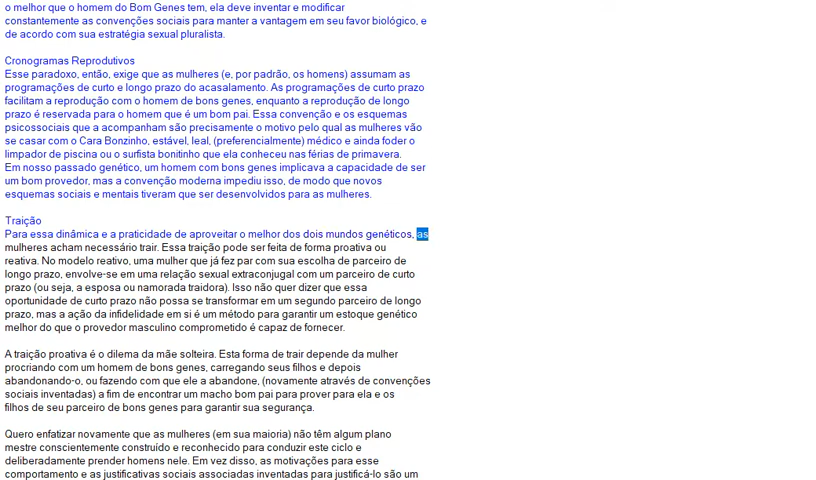 o melhor que o homem do Bom Genes tem, ela deve inventar e modificar
constantemente as convenções sociais para manter a vantagem em seu favor biológico, e
de acordo com sua estratégia sexual pluralista.
Cronogramas Reprodutivos
Esse paradoxo, então, exige que as mulheres (e, por padrão, os homens) assumam as
programações de curto e longo prazo do acasalamento. As programações de curto prazo
facilitam a reprodução com o homem de bons genes, enquanto a reprodução de longo
prazo é reservada para o homem que é um bom pai. Essa convenção e os esquemas
psicossociais que a acompanham são precisamente o motivo pelo qual as mulheres vão
se casar com o Cara Bonzinho, estável, leal, (preferencialmente) médico e ainda foder o
limpador de piscina ou o surfista bonitinho que ela conheceu nas férias de primavera.
Em nosso passado genético, um homem com bons genes implicava a capacidade de ser
um bom provedor, mas a convenção moderna impediu isso, de modo que novos
esquemas sociais e mentais tiveram que ser desenvolvidos para as mulheres.
Traição
Para essa dinâmica e a praticidade de aproveitar o melhor dos dois mundos genéticos, as
mulheres acham necessário trair. Essa traição pode ser feita de forma proativa ou
reativa. No modelo reativo, uma mulher que já fez par com sua escolha de parceiro de
longo prazo, envolve-se em uma relação sexual extraconjugal com um parceiro de curto
prazo (ou seja, a esposa ou namorada traidora). Isso não quer dizer que essa
oportunidade de curto prazo não possa se transformar em um segundo parceiro de longo
prazo, mas a ação da infidelidade em si é um método para garantir um estoque genético
melhor do que o provedor masculino comprometido é capaz de fornecer.
A traição proativa é o dilema da mãe solteira. Esta forma de trair depende da mulher
procriando com um homem de bons genes, carregando seus filhos e depois
abandonando-o, ou fazendo com que ele a abandone, (novamente através de convenções
sociais inventadas) a fim de encontrar um macho bom pai para prover para ela e os
filhos de seu parceiro de bons genes para garantir sua segurança.
Quero enfatizar novamente que as mulheres (em sua maioria) não têm algum plano
mestre conscientemente construído e reconhecido para conduzir este ciclo e
deliberadamente prender homens nele. Em vez disso, as motivações para esse
comportamento e as justificativas sociais associadas inventadas para justificá-lo são um